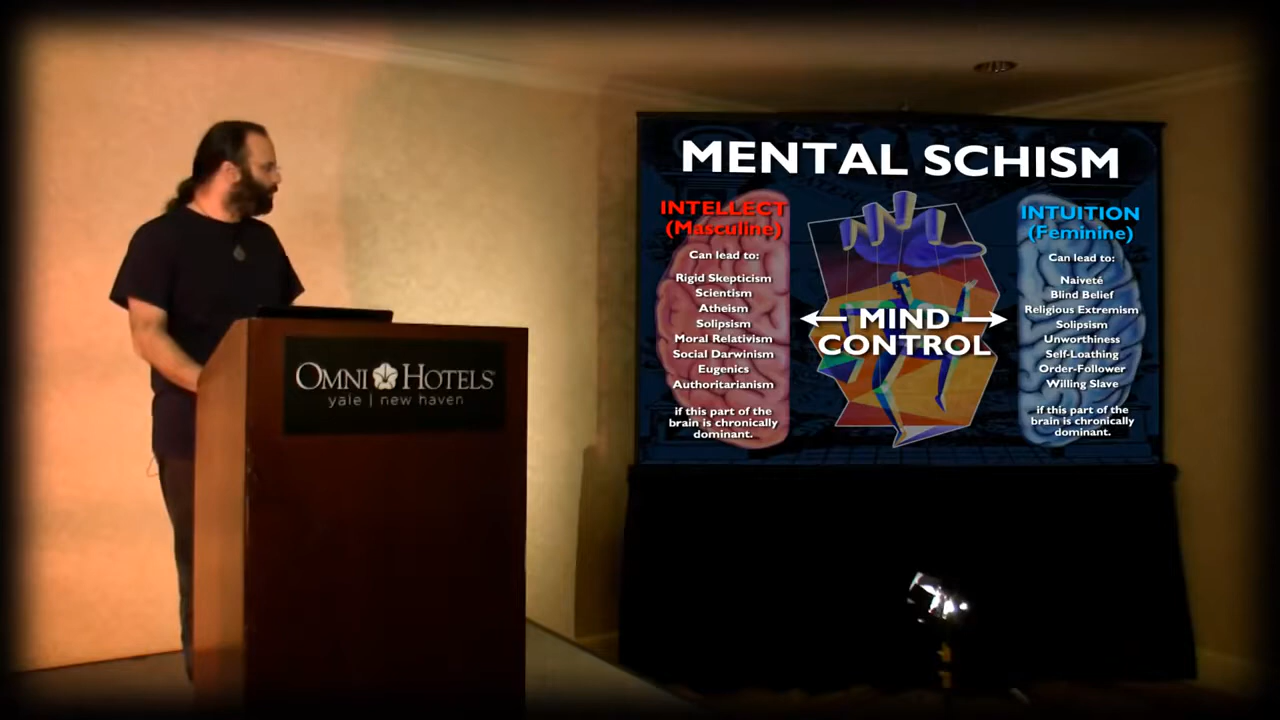 MENTAL SCHISM
INTELLECT
(Masculine)
Can lead to:
Rigid Skepticism
Scientism
Atheism
Solipsism
Moral Relativism
Social Darwinism
Eugenics
Authoritarianism
if this part of the
brain is chronically
dominant.
MIND
CONTROL
INTUITION
(Feminine)
Can lead to:
Naiveté
Blind Belief
Religious Extremism
Solipsism
Unworthiness
Self-Loathing
Order-Follower
Willing Slave
if this part of the
brain is chronically
dominant.
OMNI HOTELS
yale | new haven